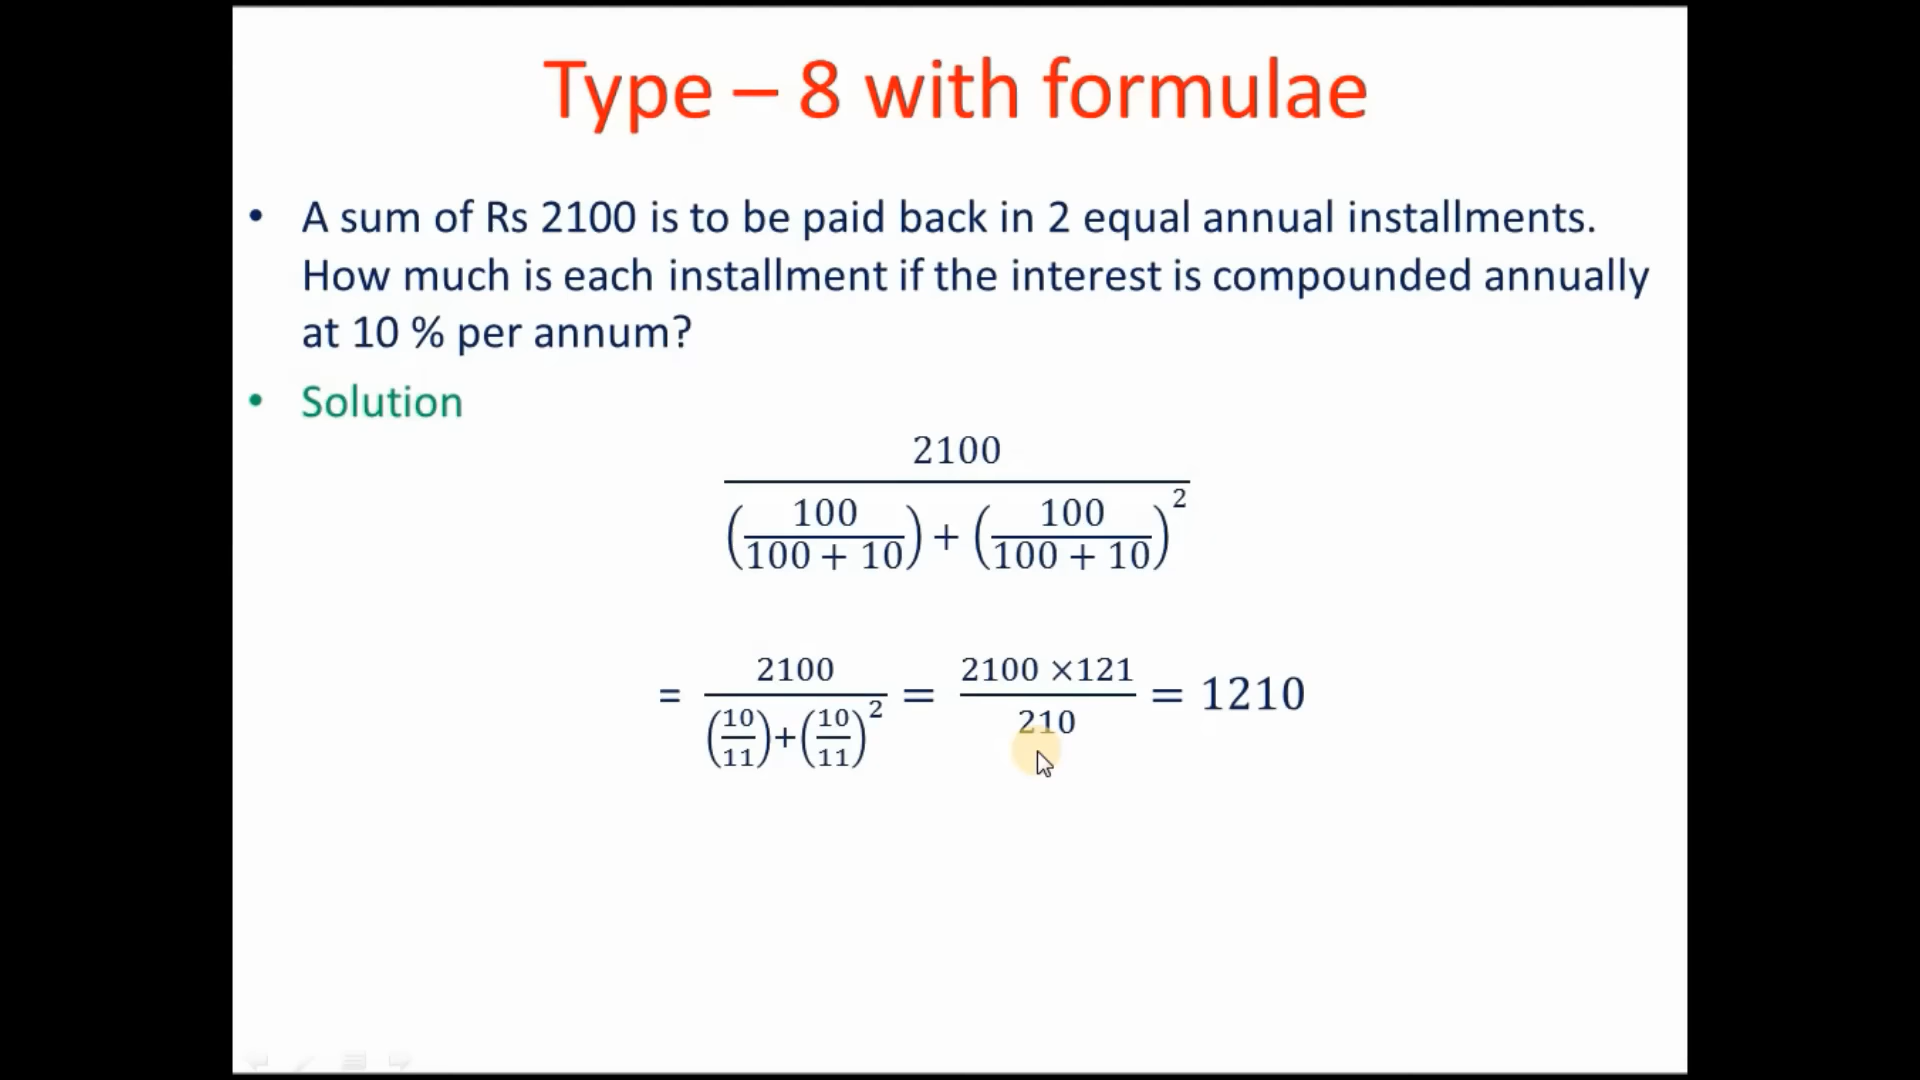 Type – 8 with formulae
• A sum of Rs 2100 is to be paid back in 2 equal annual installments.
How much is each installment if the interest is compounded annually
at 10 % per annum?
• Solution
2100
(100/(100 + 10)) + (100/(100 + 10))²
= 2100/((10/11)+(10/11)²) = (2100 ×121)/210 = 1210